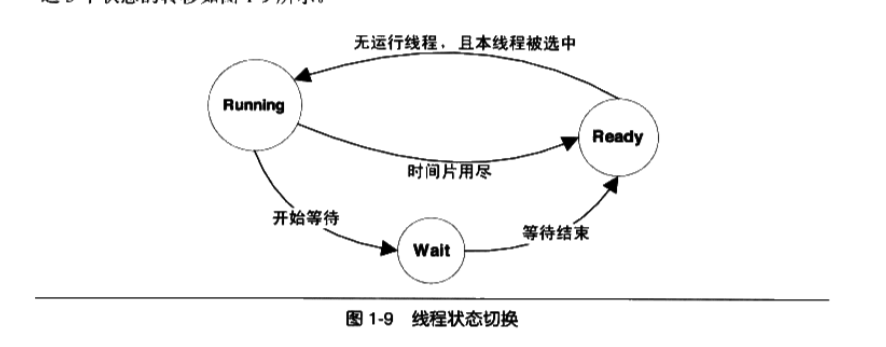 无运行线程，且本线程被选中
Running
Ready
时间片用尽
开始等待
Wait
等待结束
图 1-9 线程状态切换